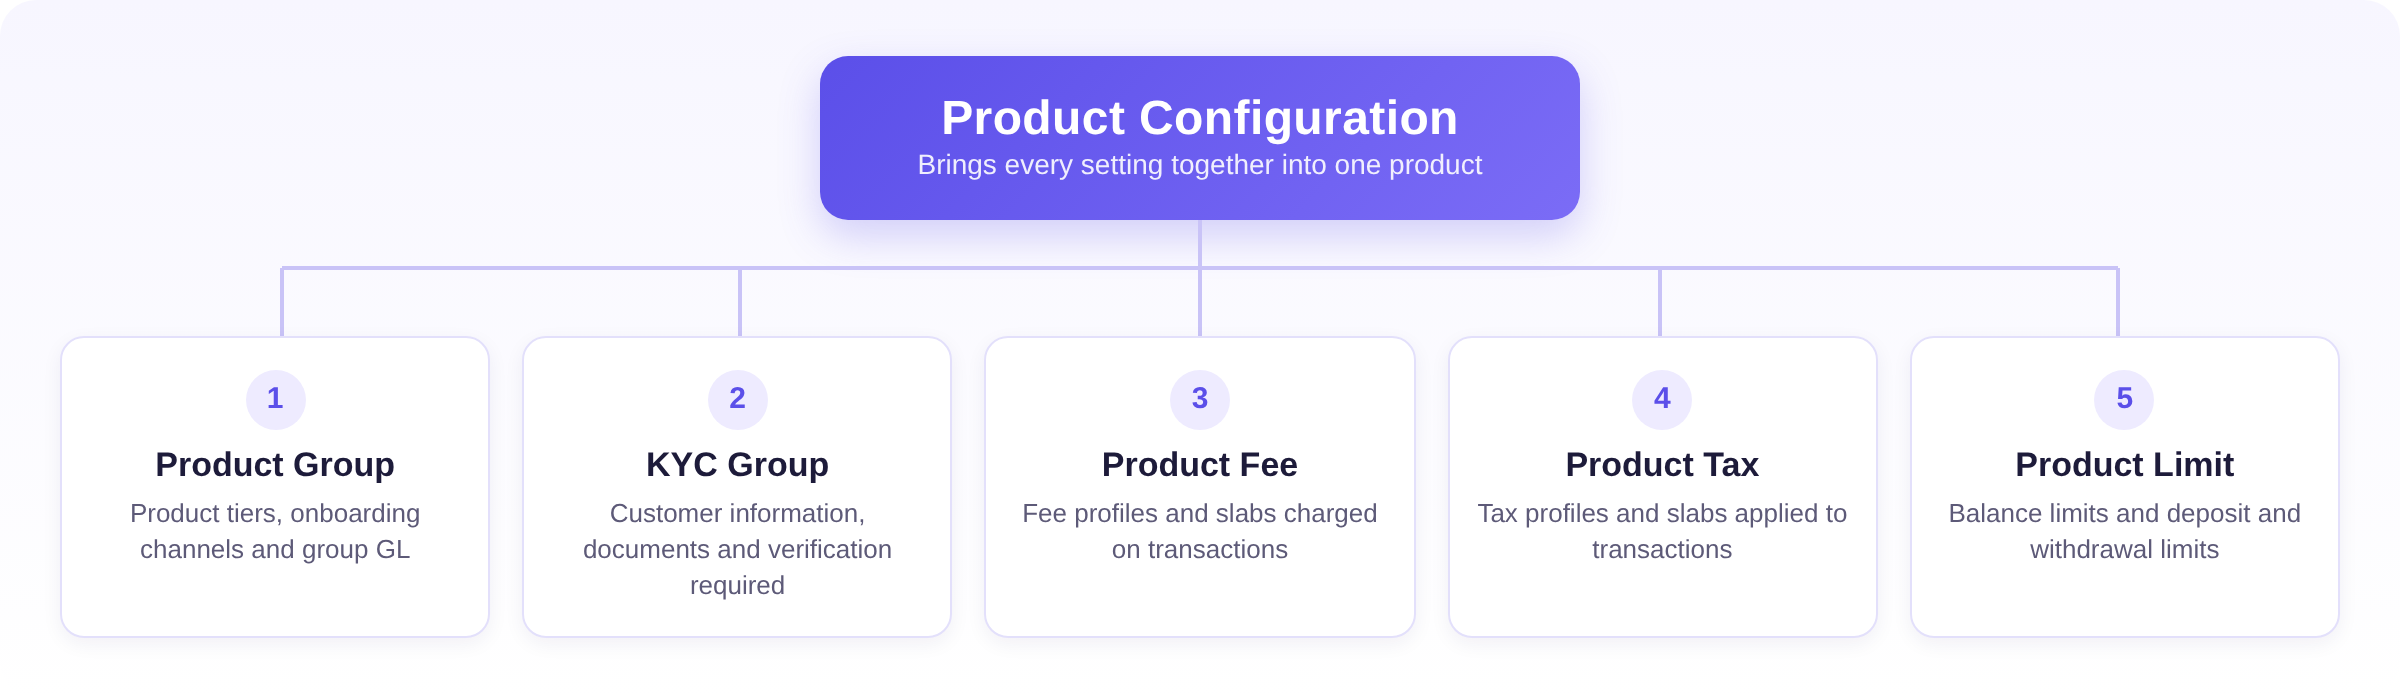 Product Configuration
Brings every setting together into one product
1
Product Group
Product tiers, onboarding
channels and group GL
2
KYC Group
Customer information,
documents and verification
required
3
Product Fee
Fee profiles and slabs charged
on transactions
4
Product Tax
Tax profiles and slabs applied to
transactions
5
Product Limit
Balance limits and deposit and
withdrawal limits